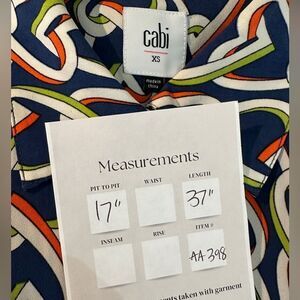 cabi
XS
made in
china
Measurements
PIT TO PIT WAIST LENGTH
17" 37"
INSEAM RISE ITEM #
AA 398
ents taken with garment